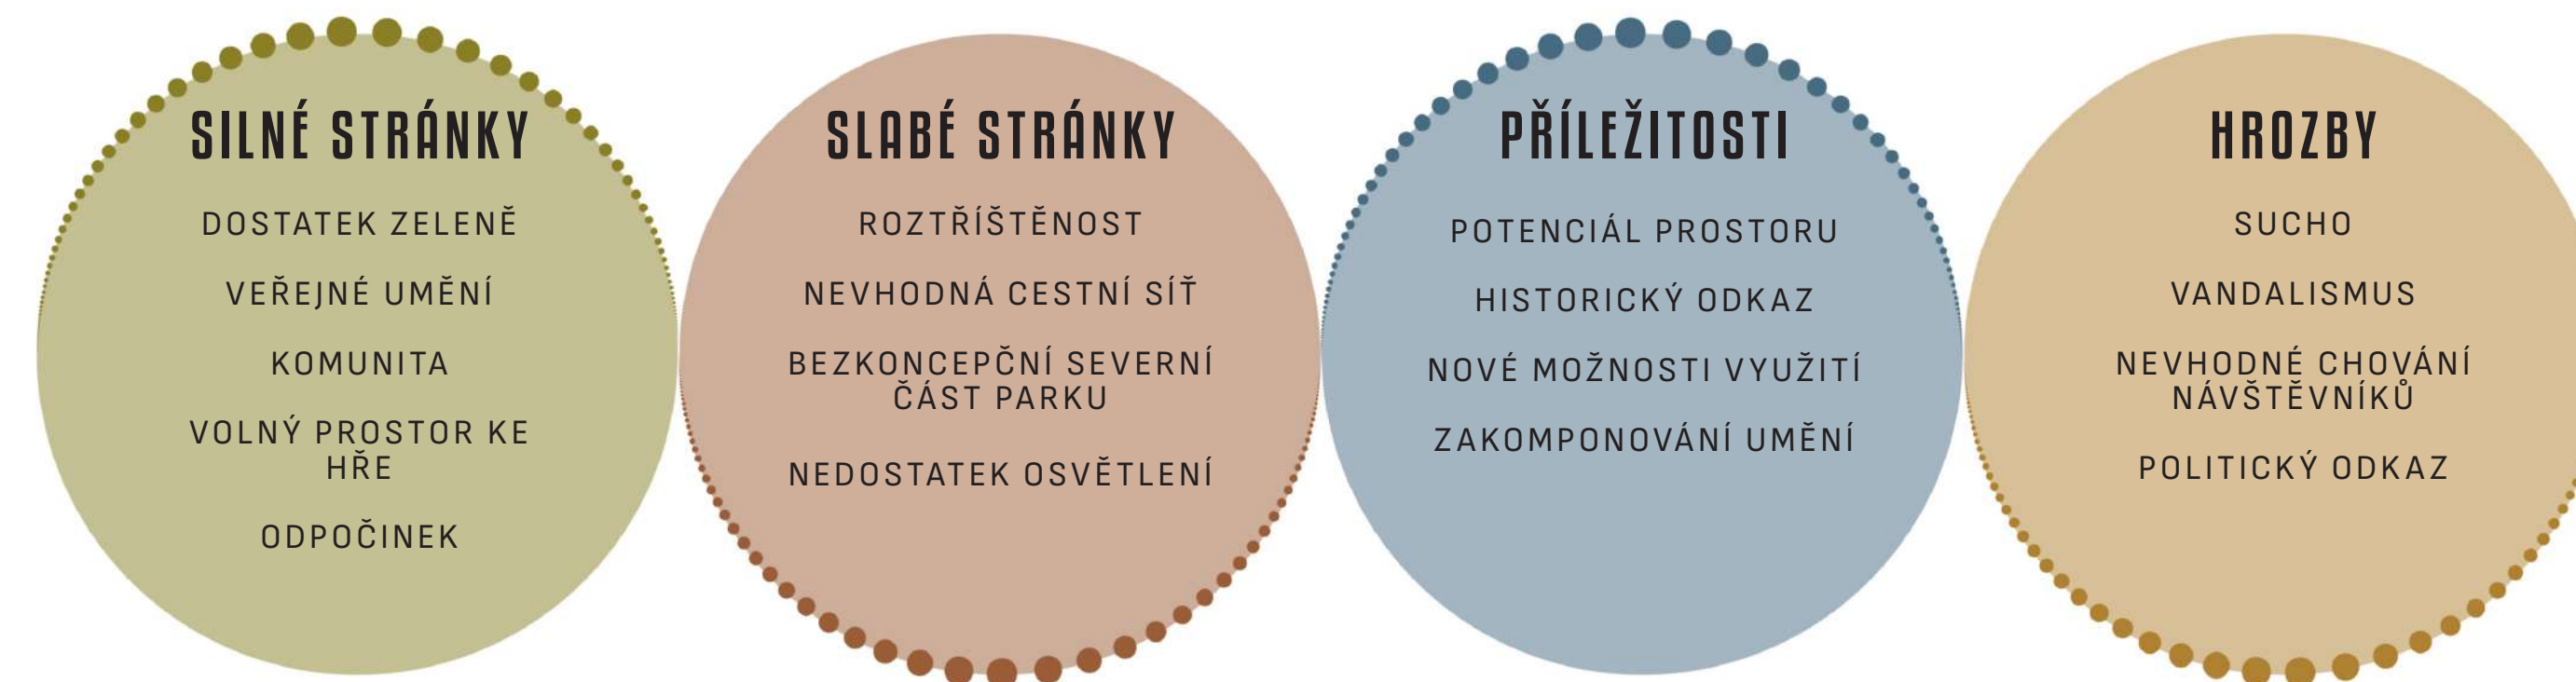 SILNÉ STRÁNKY
DOSTATEK ZELENĚ
VEŘEJNÉ UMĚNÍ
KOMUNITA
VOLNÝ PROSTOR KE
HŘE
ODPOČINEK
SLABÉ STRÁNKY
ROZTŘÍŠTĚNOST
NEVHODNÁ CESTNÍ SÍŤ
BEZKONCEPČNÍ SEVERNÍ
ČÁST PARKU
NEDOSTATEK OSVĚTLENÍ
PŘÍLEŽITOSTI
POTENCIÁL PROSTORU
HISTORICKÝ ODKAZ
NOVÉ MOŽNOSTI VYUŽITÍ
ZAKOMPONOVÁNÍ UMĚNÍ
HROZBY
SUCHO
VANDALISMUS
NEVHODNÉ CHOVÁNÍ
NÁVŠTĚVNÍKŮ
POLITICKÝ ODKAZ